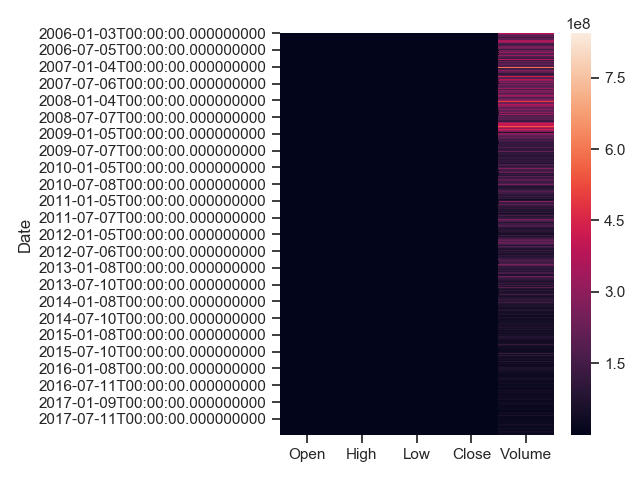 1e8
2006-01-03T00:00:00.000000000
2006-07-05T00:00:00.000000000
2007-01-04T00:00:00.000000000
2007-07-06T00:00:00.000000000
2008-01-04T00:00:00.000000000
2008-07-07T00:00:00.000000000
2009-01-05T00:00:00.000000000
2009-07-07T00:00:00.000000000
2010-01-05T00:00:00.000000000
2010-07-08T00:00:00.000000000
2011-01-05T00:00:00.000000000
2011-07-07T00:00:00.000000000
2012-01-05T00:00:00.000000000
2012-07-06T00:00:00.000000000
2013-01-08T00:00:00.000000000
2013-07-10T00:00:00.000000000
2014-01-08T00:00:00.000000000
2014-07-10T00:00:00.000000000
2015-01-08T00:00:00.000000000
2015-07-10T00:00:00.000000000
2016-01-08T00:00:00.000000000
2016-07-11T00:00:00.000000000
2017-01-09T00:00:00.000000000
2017-07-11T00:00:00.000000000
Date
Open High Low Close Volume
7.5
6.0
4.5
3.0
1.5